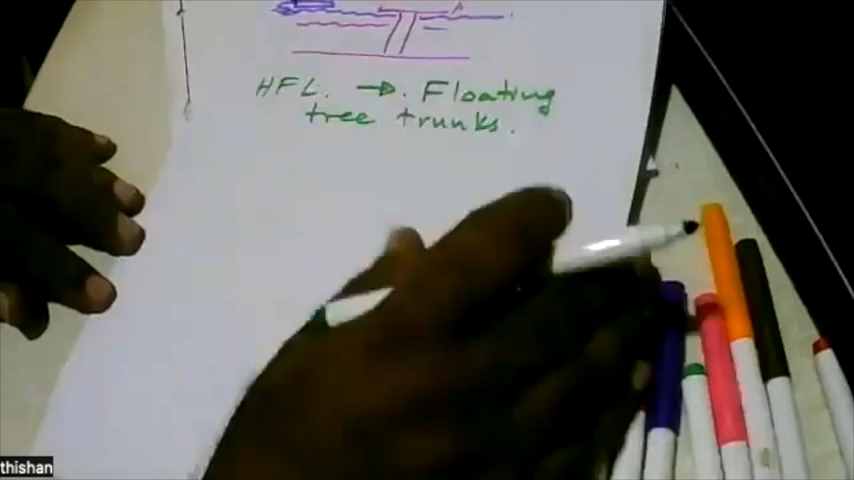 HFL. → . Floating
tree trunks.
thishan